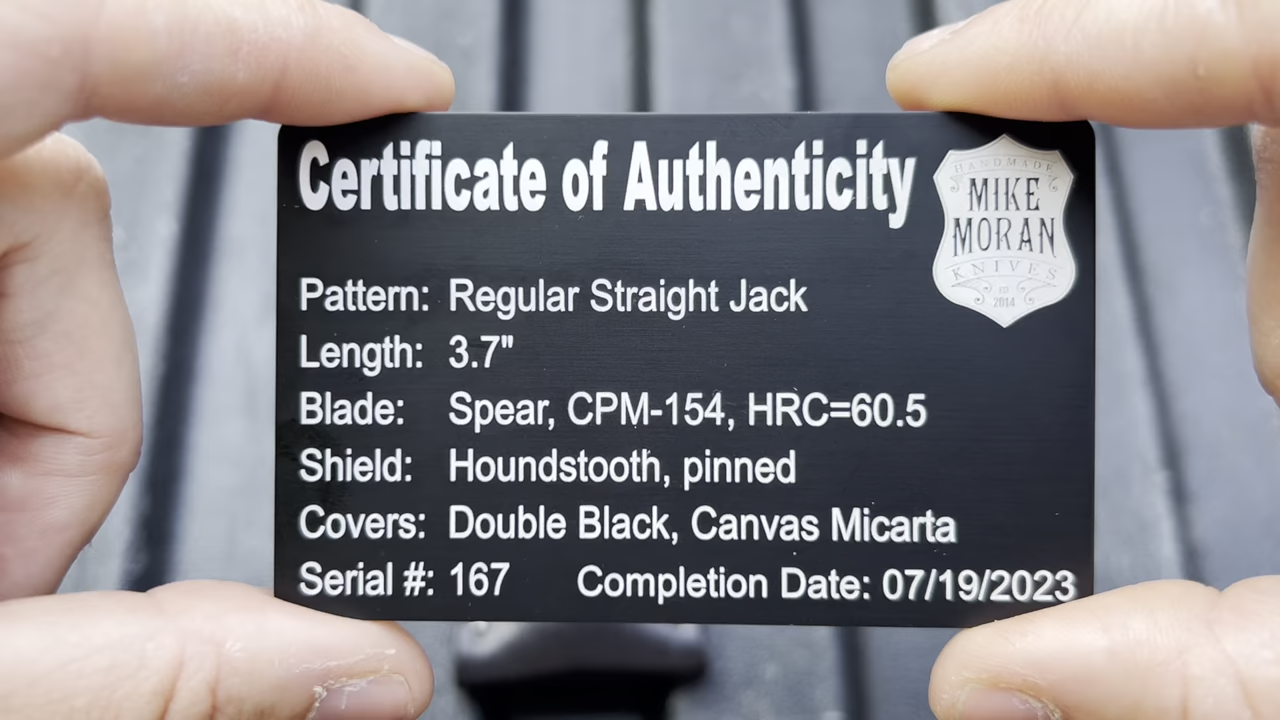 Certificate of Authenticity
HANDMADE
MIKE
MORAN
KNIVES
ED
2014
Pattern: Regular Straight Jack
Length: 3.7"
Blade: Spear, CPM-154, HRC=60.5
Shield: Houndstooth, pinned
Covers: Double Black, Canvas Micarta
Serial #: 167 Completion Date: 07/19/2023